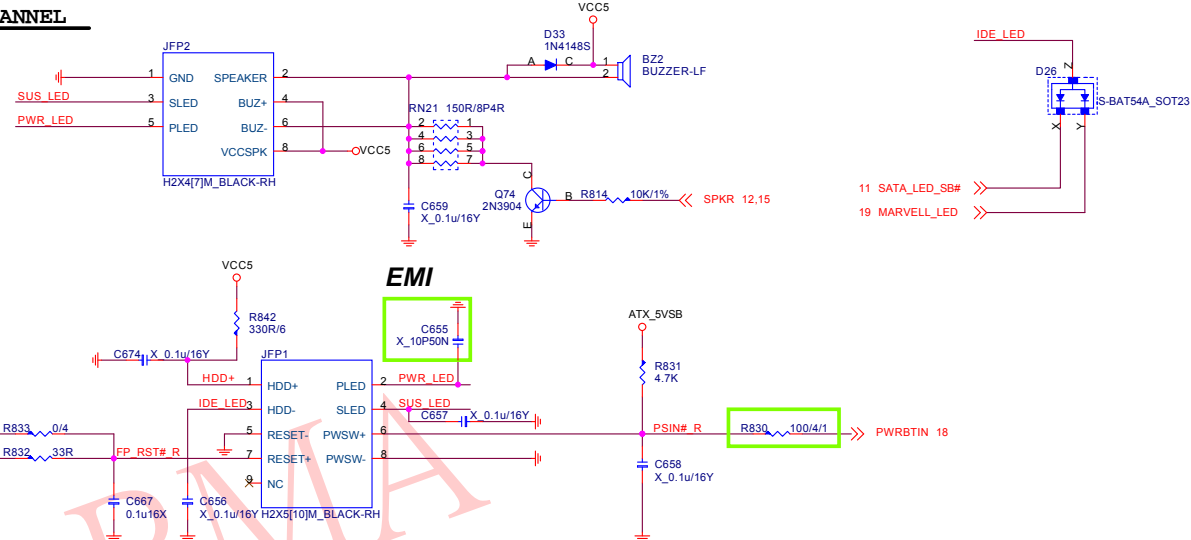 ANNEL
VCC5
JFP2
D33
1N4148S
A C
BZ2
BUZZER-LF
1
2
1 GND SPEAKER 2
SUS_LED 3 SLED BUZ+ 4
PWR_LED 5 PLED BUZ- 6
VCCSPK 8 VCC5
H2X4[7]M_BLACK-RH
RN21 150R/8P4R
2 1
4 3
6 5
8 7
C659
X_0.1u/16Y
Q74
2N3904
C
B
E
R814 10K/1%
SPKR 12,15
IDE_LED
D26
Z
S-BAT54A_SOT23
X Y
11 SATA_LED_SB#
19 MARVELL_LED
EMI
VCC5
R842
330R/6
C674 X_0.1u/16Y
JFP1
C655
X_10P50N
HDD+ 1 HDD+ PLED 2 PWR_LED
IDE_LED 3 HDD- SLED 4 SUS_LED
C657 X_0.1u/16Y
5 RESET- PWSW+ 6
R833 0/4
R832 33R FP_RST#_R 7 RESET+ PWSW- 8
9 NC
C667
0.1u16X
C656
X_0.1u/16Y
H2X5[10]M_BLACK-RH
ATX_5VSB
R831
4.7K
PSIN#_R
R830 100/4/1
PWRBTIN 18
C658
X_0.1u/16Y